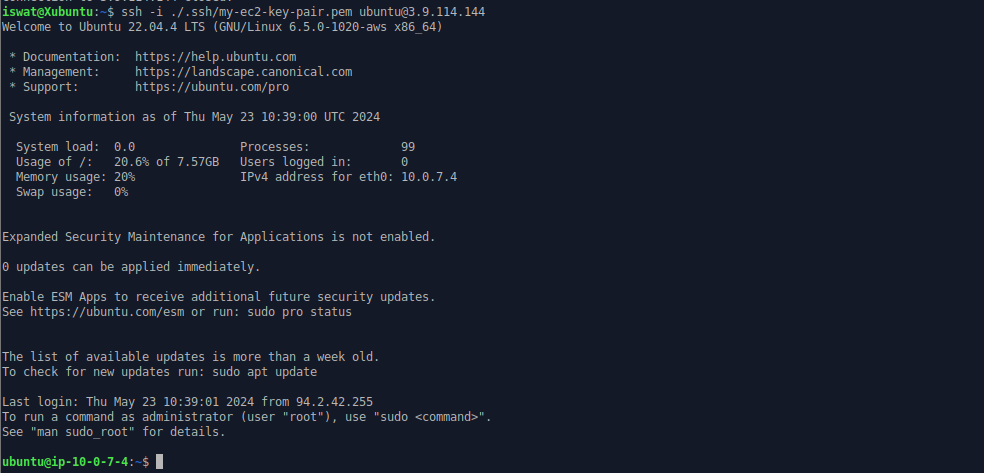 iswat@Xubuntu:~$ ssh -i ./.ssh/my-ec2-key-pair.pem ubuntu@3.9.114.144
Welcome to Ubuntu 22.04.4 LTS (GNU/Linux 6.5.0-1020-aws x86_64)
* Documentation:  https://help.ubuntu.com
* Management:     https://landscape.canonical.com
* Support:        https://ubuntu.com/pro
System information as of Thu May 23 10:39:00 UTC 2024
System load:  0.0               Processes:             99
Usage of /:   20.6% of 7.57GB   Users logged in:       0
Memory usage: 20%               IPv4 address for eth0: 10.0.7.4
Swap usage:   0%
Expanded Security Maintenance for Applications is not enabled.
0 updates can be applied immediately.
Enable ESM Apps to receive additional future security updates.
See https://ubuntu.com/esm or run: sudo pro status
The list of available updates is more than a week old.
To check for new updates run: sudo apt update
Last login: Thu May 23 10:39:01 2024 from 94.2.42.255
To run a command as administrator (user "root"), use "sudo <command>".
See "man sudo_root" for details.
ubuntu@ip-10-0-7-4:~$